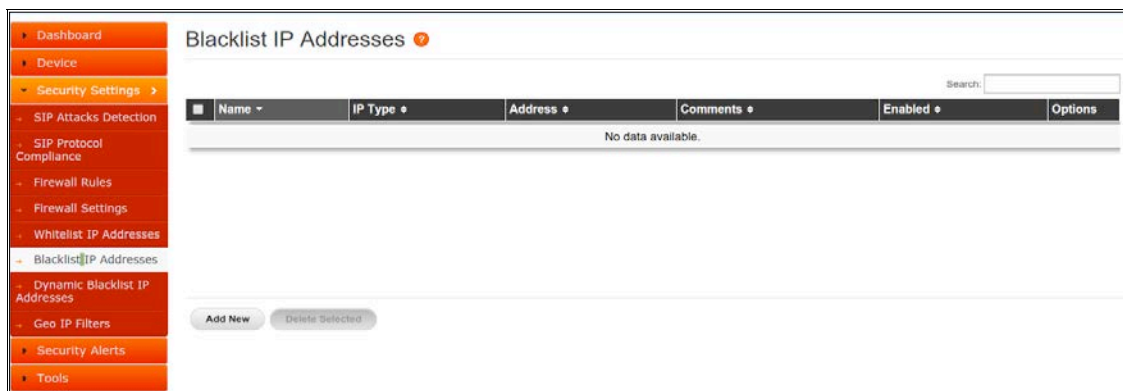 Dashboard
Device
Security Settings
SIP Attacks Detection
SIP Protocol
Compliance
Firewall Rules
Firewall Settings
Whitelist IP Addresses
Blacklist IP Addresses
Dynamic Blacklist IP
Addresses
Geo IP Filters
Security Alerts
Tools
Blacklist IP Addresses ?
Search:
Name IP Type Address Comments Enabled Options
No data available.
Add New Delete Selected